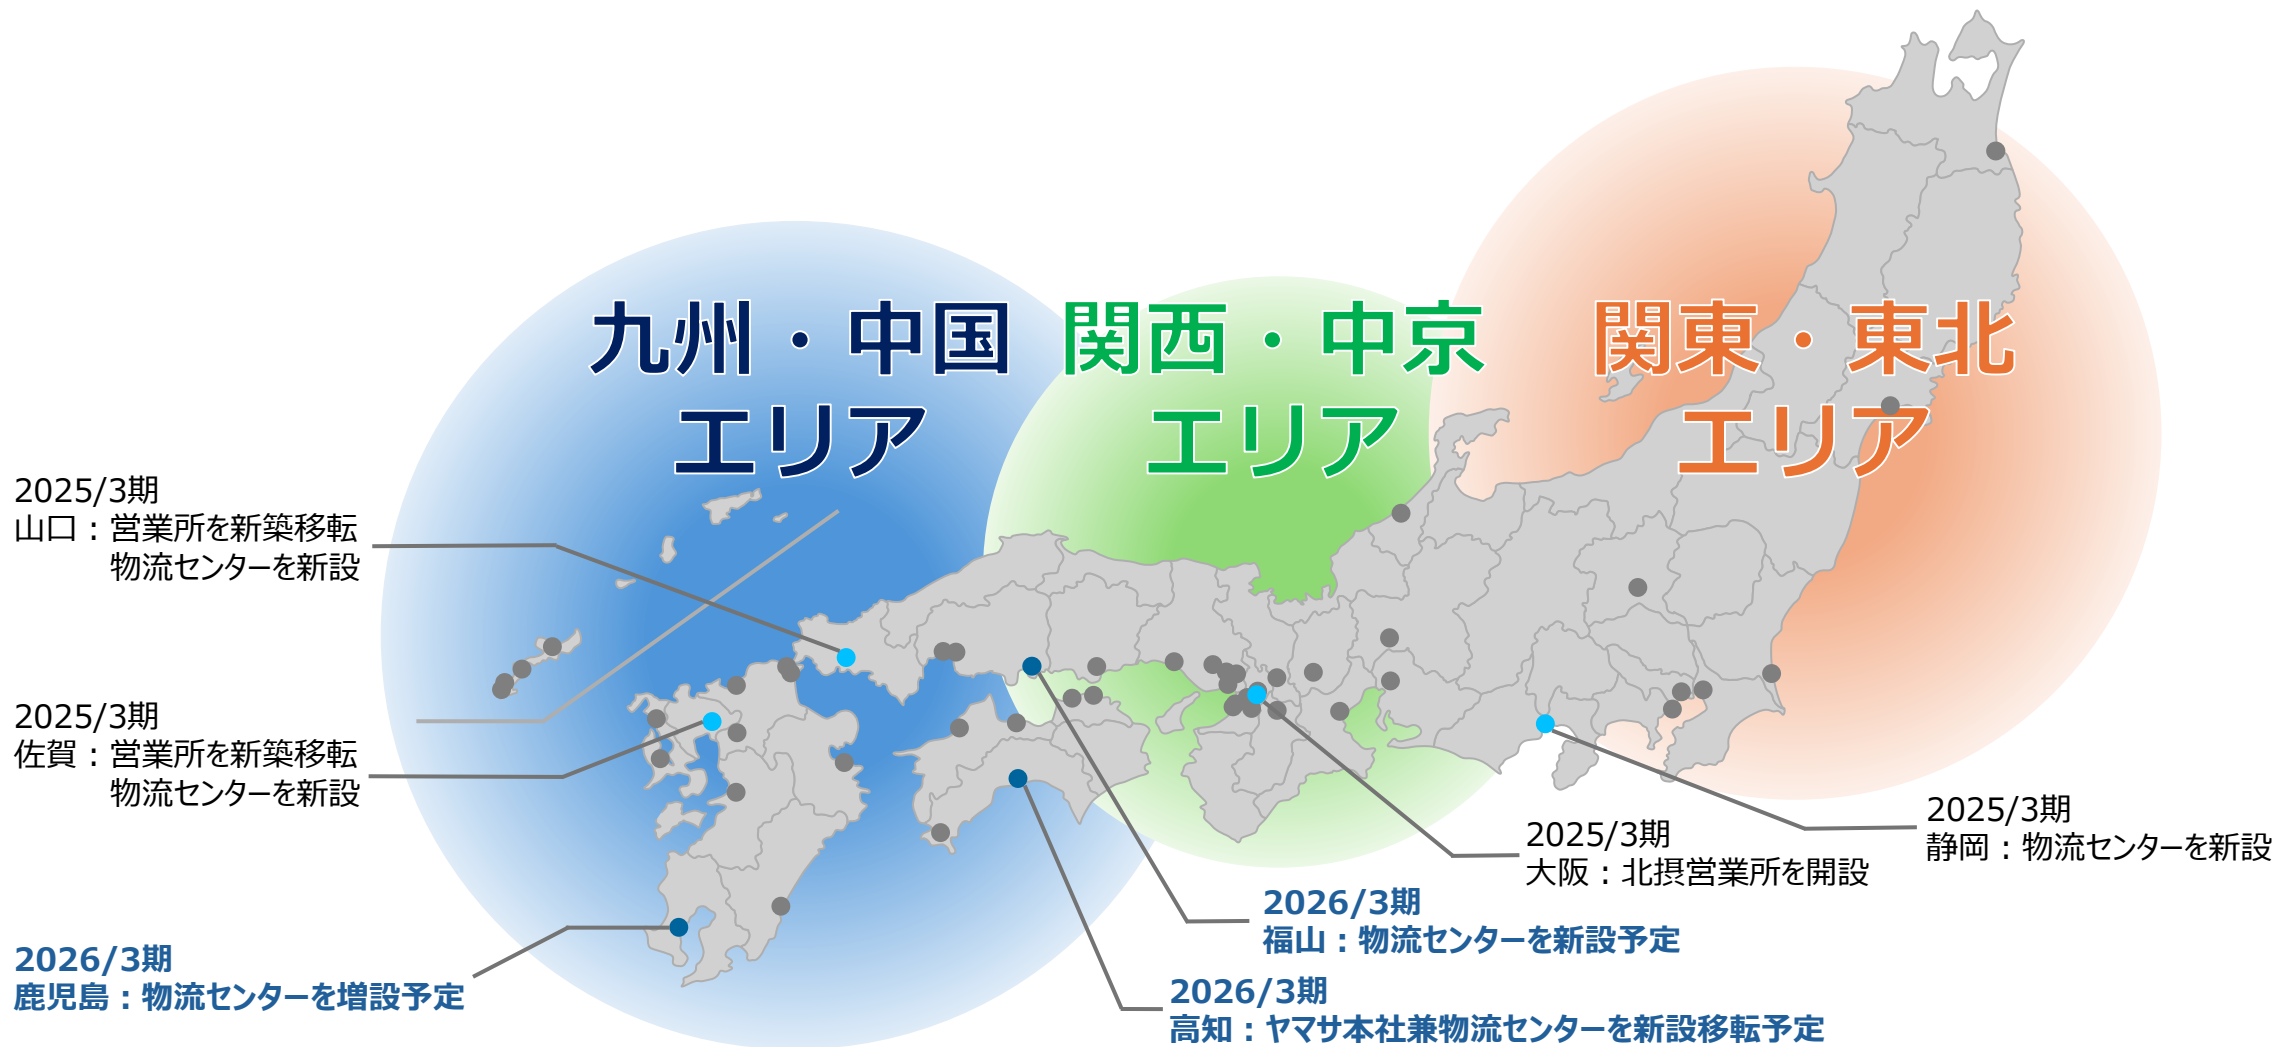 九州・中国
エリア
関西・中京
エリア
関東・東北
エリア
2025/3期
山口：営業所を新築移転
物流センターを新設
2025/3期
佐賀：営業所を新築移転
物流センターを新設
2026/3期
鹿児島：物流センターを増設予定
2025/3期
静岡：物流センターを新設
2025/3期
大阪：北摂営業所を開設
2026/3期
福山：物流センターを新設予定
2026/3期
高知：ヤマサ本社兼物流センターを新設移転予定